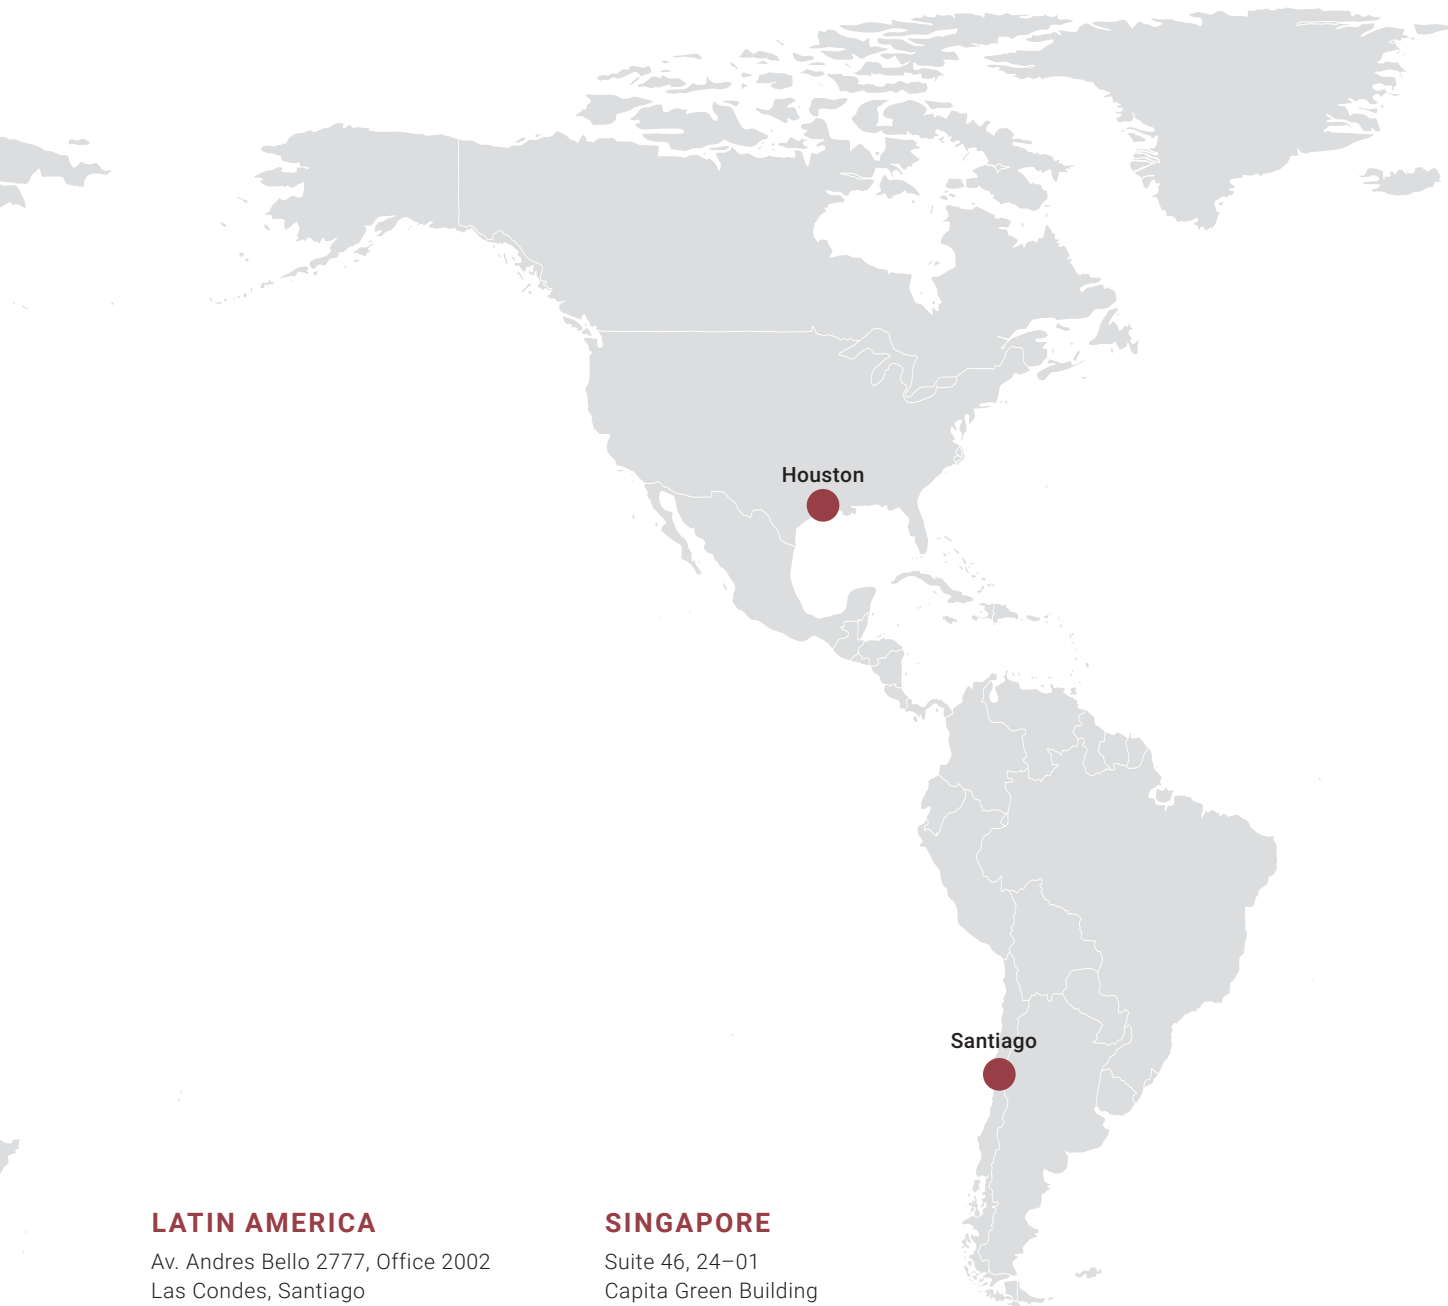 Houston
Santiago
LATIN AMERICA
Av. Andres Bello 2777, Office 2002
Las Condes, Santiago
SINGAPORE
Suite 46, 24–01
Capita Green Building